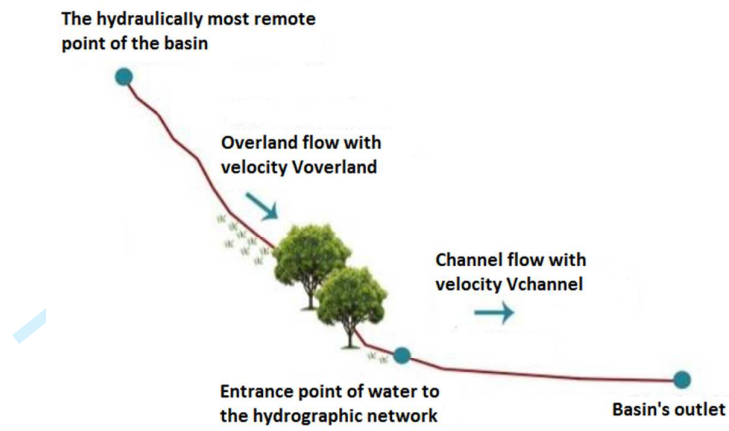 The hydraulically most remote
point of the basin
Overland flow with
velocity Voverland
Channel flow with
velocity Vchannel
Entrance point of water to
the hydrographic network
Basin's outlet